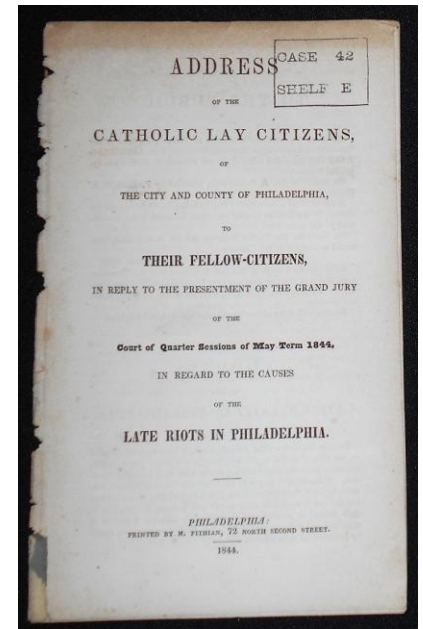 CASE 42
SHELF E
ADDRESS
OF THE
CATHOLIC LAY CITIZENS,
OF
THE CITY AND COUNTY OF PHILADELPHIA,
TO
THEIR FELLOW-CITIZENS,
IN REPLY TO THE PRESENTMENT OF THE GRAND JURY
OF THE
Court of Quarter Sessions of May Term 1844,
IN REGARD TO THE CAUSES
OF THE
LATE RIOTS IN PHILADELPHIA.
PHILADELPHIA:
PRINTED BY M. FITHIAN, 72 NORTH SECOND STREET.
1844.